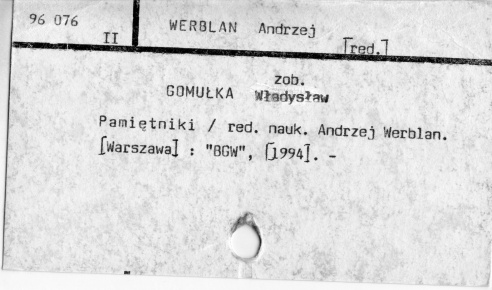 96 076
II
WERBLAN Andrzej
[red.]
zob.
GOMUŁKA Władysław
Pamiętniki / red. nauk. Andrzej Werblan.
[Warszawa] : "BGW", [1994]. -